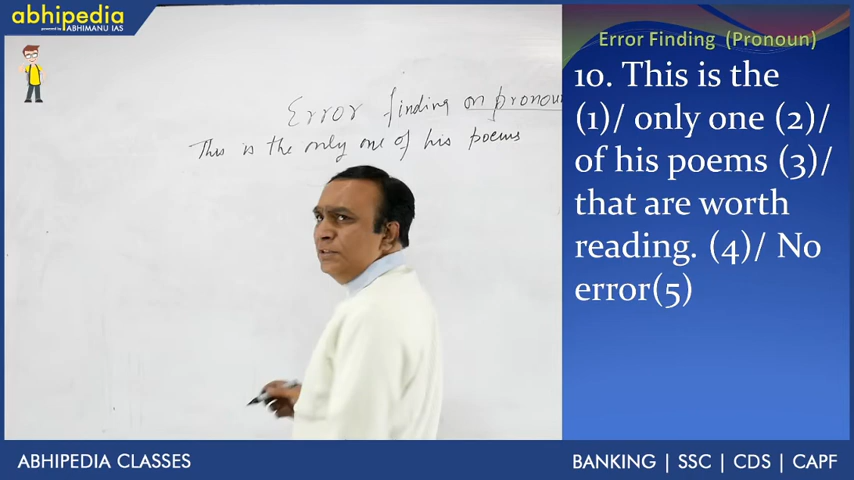 abhipedia
powered by ABHIMANU IAS
Error finding on pronoun
This is the only one of his poems
Error Finding (Pronoun)
10. This is the
(1)/ only one (2)/
of his poems (3)/
that are worth
reading. (4)/ No
error(5)
ABHIPEDIA CLASSES
BANKING | SSC | CDS | CAPF